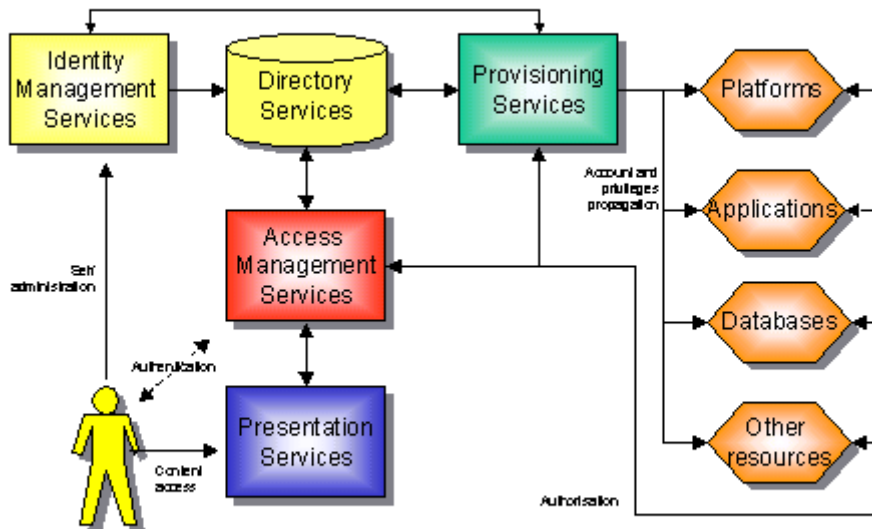 Identity
Management
Services
Directory
Services
Provisioning
Services
Platforms
Account and
privileges
propagation
Applications
Access
Management
Services
Self
administration
Databases
Authentication
Presentation
Services
Other
resources
Content
access
Authorisation